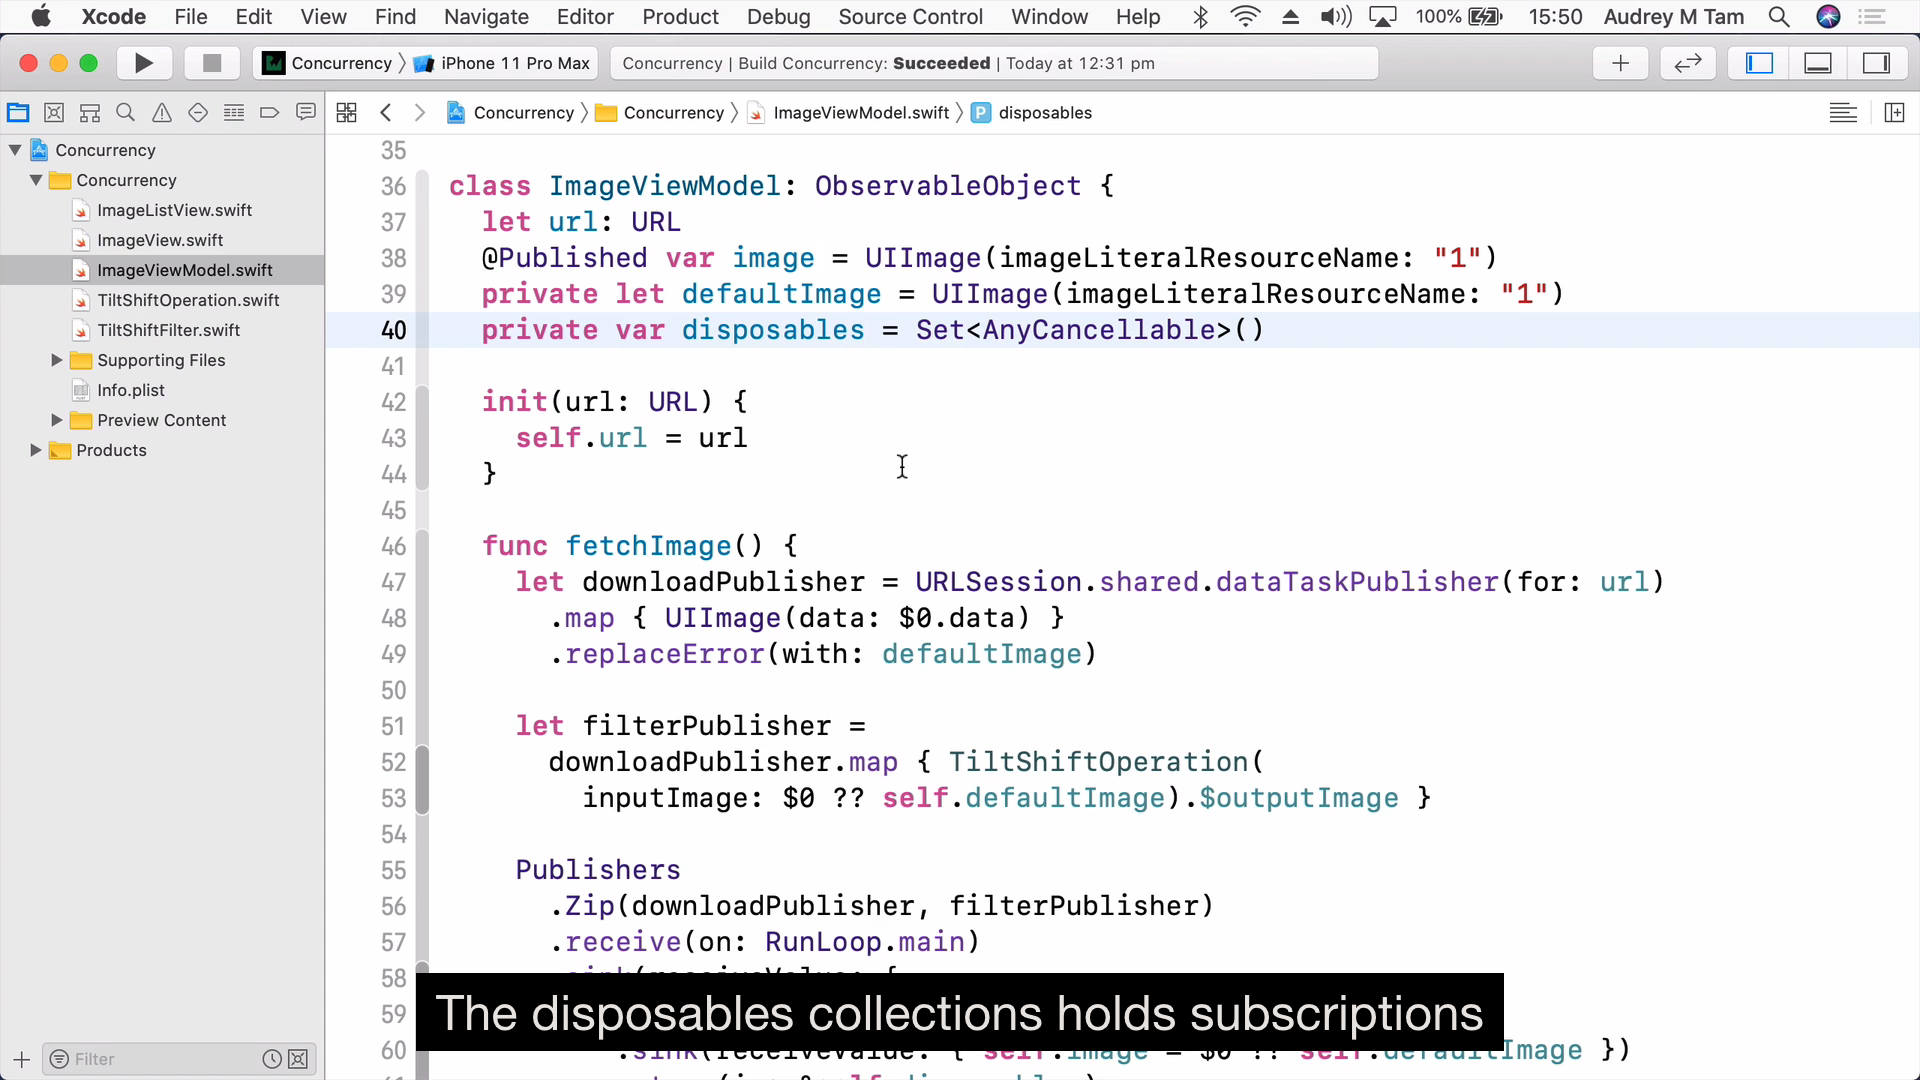 Xcode File Edit View Find Navigate Editor Product Debug Source Control Window Help 100% 15:50 Audrey M Tam
Concurrency 〉 iPhone 11 Pro Max
Concurrency | Build Concurrency: Succeeded | Today at 12:31 pm
Concurrency 〉 Concurrency 〉 ImageViewModel.swift 〉 P disposables
Concurrency
Concurrency
ImageListView.swift
ImageView.swift
ImageViewModel.swift
TiltShiftOperation.swift
TiltShiftFilter.swift
Supporting Files
Info.plist
Preview Content
Products
Filter
35
36 class ImageViewModel: ObservableObject {
37 let url: URL
38 @Published var image = UIImage(imageLiteralResourceName: "1")
39 private let defaultImage = UIImage(imageLiteralResourceName: "1")
40 private var disposables = Set<AnyCancellable>()
41
42 init(url: URL) {
43 self.url = url
44 }
45
46 func fetchImage() {
47 let downloadPublisher = URLSession.shared.dataTaskPublisher(for: url)
48 .map { UIImage(data: $0.data) }
49 .replaceError(with: defaultImage)
50
51 let filterPublisher =
52 downloadPublisher.map { TiltShiftOperation(
53 inputImage: $0 ?? self.defaultImage).$outputImage }
54
55 Publishers
56 .Zip(downloadPublisher, filterPublisher)
57 .receive(on: RunLoop.main)
58
59
The disposables collections holds subscriptions
60 .sink(receiveValue: { self.image = $0 ?? self.defaultImage })